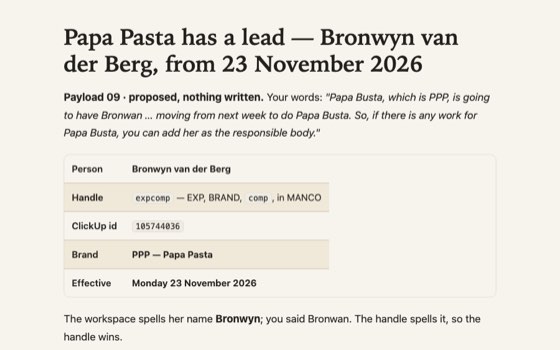 Papa Pasta has a lead — Bronwyn van
der Berg, from 23 November 2026
Payload 09 · proposed, nothing written. Your words: "Papa Busta, which is PPP, is going
to have Bronwan ... moving from next week to do Papa Busta. So, if there is any work for
Papa Busta, you can add her as the responsible body."
Person Bronwyn van der Berg
Handle expcomp — EXP, BRAND, comp , in MANCO
ClickUp id 105744036
Brand PPP — Papa Pasta
Effective Monday 23 November 2026
The workspace spells her name Bronwyn; you said Bronwan. The handle spells it, so the
handle wins.